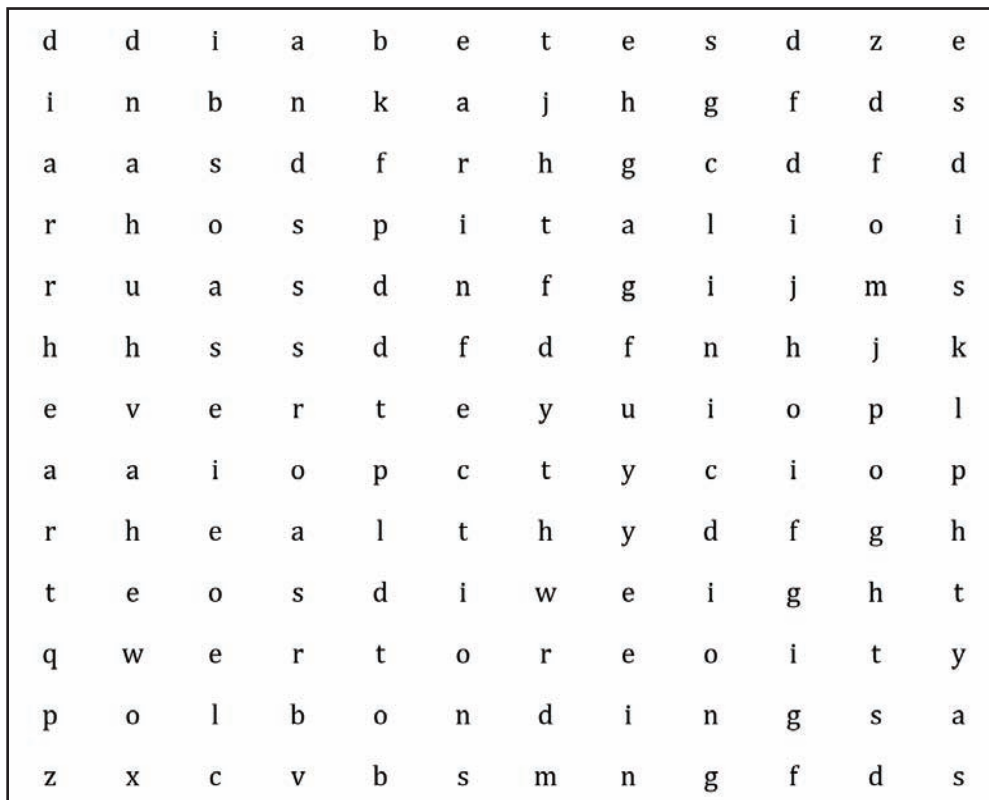 d d i a b e t e s d z e
i n b n k a j h g f d s
a a s d f r h g c d f d
r h o s p i t a l i o i
r u a s d n f g i j m s
h h s s d f d f n h j k
e v e r t e y u i o p l
a a i o p c t y c i o p
r h e a l t h y d f g h
t e o s d i w e i g h t
q w e r t o r e o i t y
p o l b o n d i n g s a
z x c v b s m n g f d s